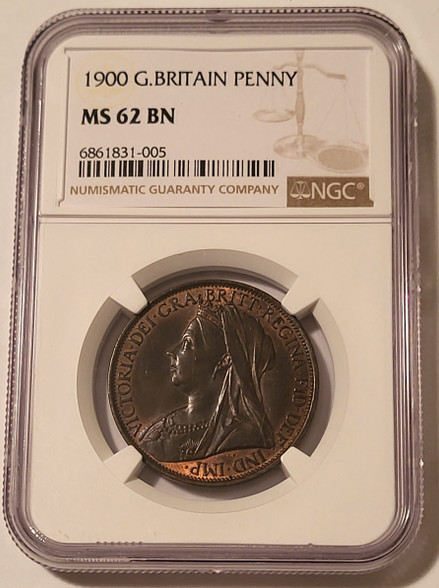 1900 G.BRITAIN PENNY
MS 62 BN
6861831-005
NUMISMATIC GUARANTY COMPANY
NGC®
VICTORIA·DEI·GRA·BRITT·REGINA·FID·DEF·IND·IMP·